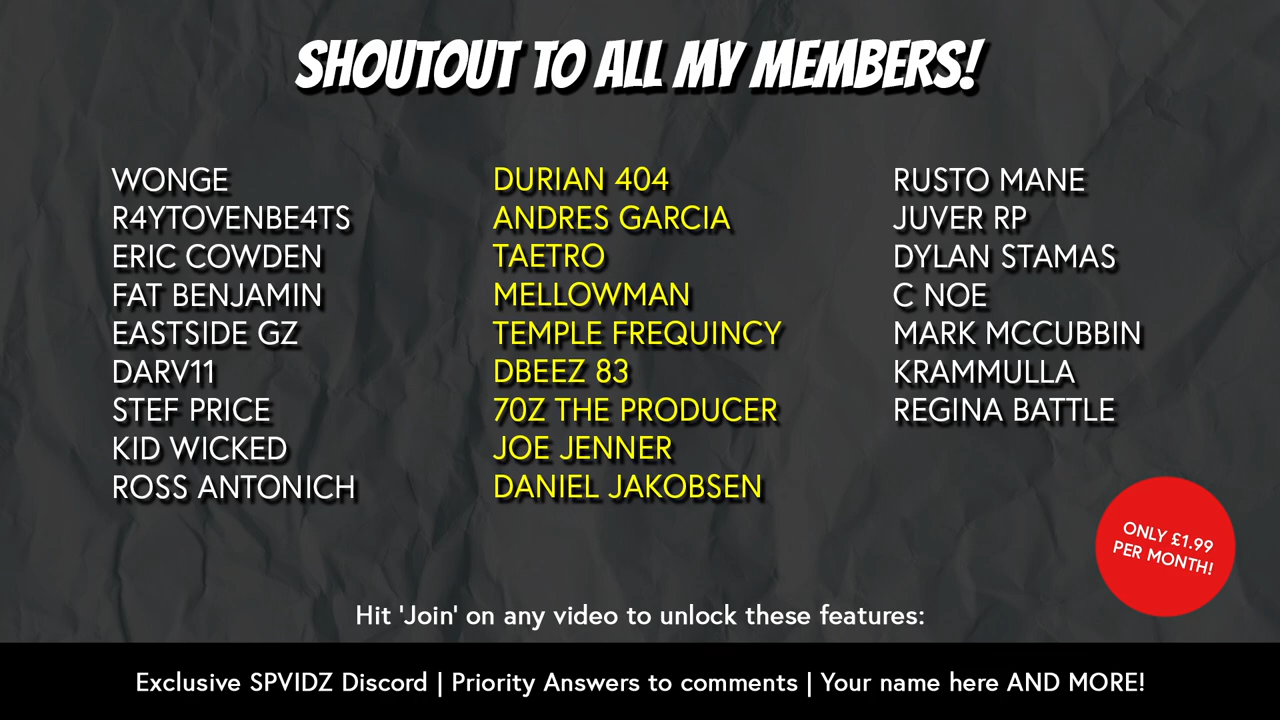 SHOUTOUT TO ALL MY MEMBERS!
WONGE
R4YTOVENBE4TS
ERIC COWDEN
FAT BENJAMIN
EASTSIDE GZ
DARV11
STEF PRICE
KID WICKED
ROSS ANTONICH
DURIAN 404
ANDRES GARCIA
TAETRO
MELLOWMAN
TEMPLE FREQUINCY
DBEEZ 83
70Z THE PRODUCER
JOE JENNER
DANIEL JAKOBSEN
RUSTO MANE
JUVER RP
DYLAN STAMAS
C NOE
MARK MCCUBBIN
KRAMMULLA
REGINA BATTLE
ONLY £1.99
PER MONTH!
Hit 'Join' on any video to unlock these features:
Exclusive SPVIDZ Discord | Priority Answers to comments | Your name here AND MORE!